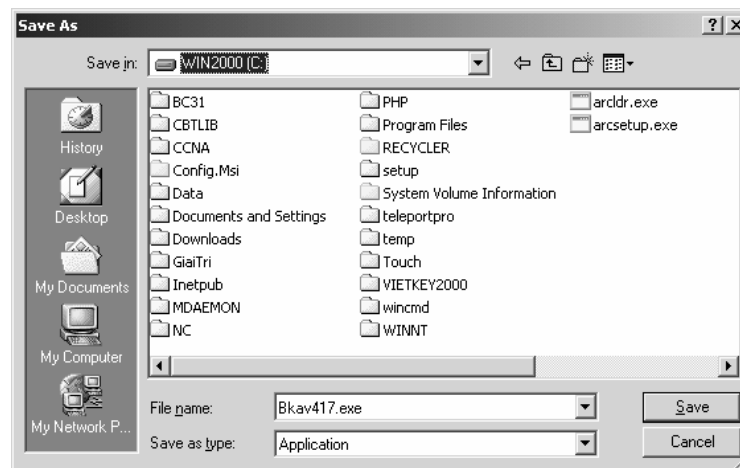 Save As
Save in:
WIN2000 (C:)
History
Desktop
My Documents
My Computer
My Network P...
BC31
CBTLIB
CCNA
Config.Msi
Data
Documents and Settings
Downloads
GiaiTri
Inetpub
MDAEMON
NC
PHP
Program Files
RECYCLER
setup
System Volume Information
teleportpro
temp
Touch
VIETKEY2000
wincmd
WINNT
arcldr.exe
arcsetup.exe
File name:
Bkav417.exe
Save
Save as type:
Application
Cancel